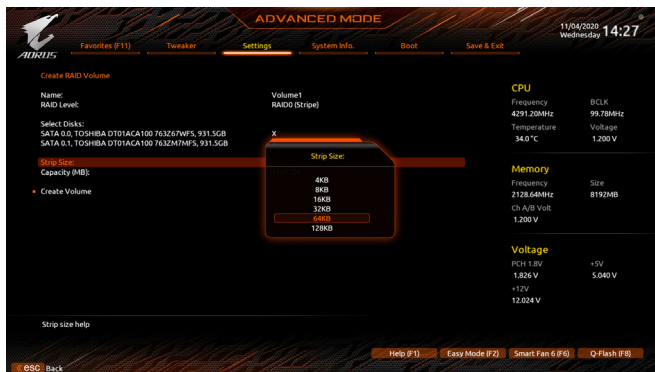 ADVANCED MODE
11/04/2020 Wednesday 14:27
AORUS
Favorites (F11) Tweaker Settings System Info. Boot Save & Exit
Create RAID Volume
Name: Volume1
RAID Level: RAID0 (Stripe)
Select Disks:
SATA 0.0, TOSHIBA DT01ACA100 763Z67WFS, 931.5GB X
SATA 0.1, TOSHIBA DT01ACA100 763ZM7MFS, 931.5GB
Strip Size:
Capacity (MB):
Create Volume
Strip Size:
4KB
8KB
16KB
32KB
64KB
128KB
CPU
Frequency BCLK
4291.20MHz 99.78MHz
Temperature Voltage
34.0 °C 1.200 V
Memory
Frequency Size
2128.64MHz 8192MB
Ch A/B Volt
1.200 V
Voltage
PCH 1.8V +5V
1.826 V 5.040 V
+12V
12.024 V
Strip size help
Help (F1) Easy Mode (F2) Smart Fan 6 (F6) Q-Flash (F8)
esc Back